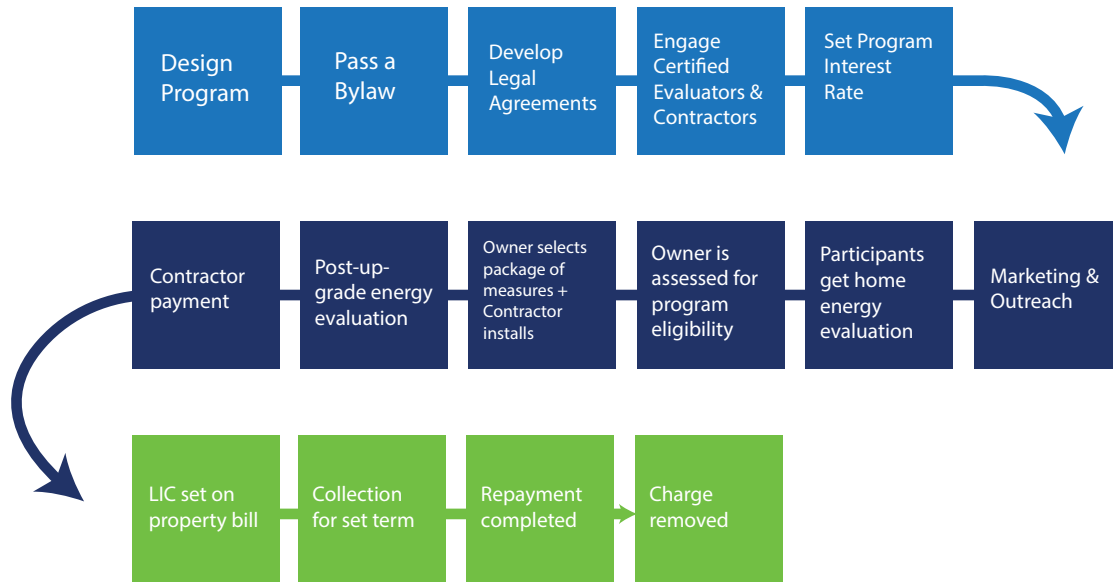 Design
Program
Pass a
Bylaw
Develop
Legal
Agreements
Engage
Certified
Evaluators &
Contractors
Set Program
Interest
Rate
Marketing &
Outreach
Participants
get home
energy
evaluation
Owner is
assessed for
program
eligibility
Owner selects
package of
measures +
Contractor
installs
Post-up-
grade energy
evaluation
Contractor
payment
LIC set on
property bill
Collection
for set term
Repayment
completed
Charge
removed